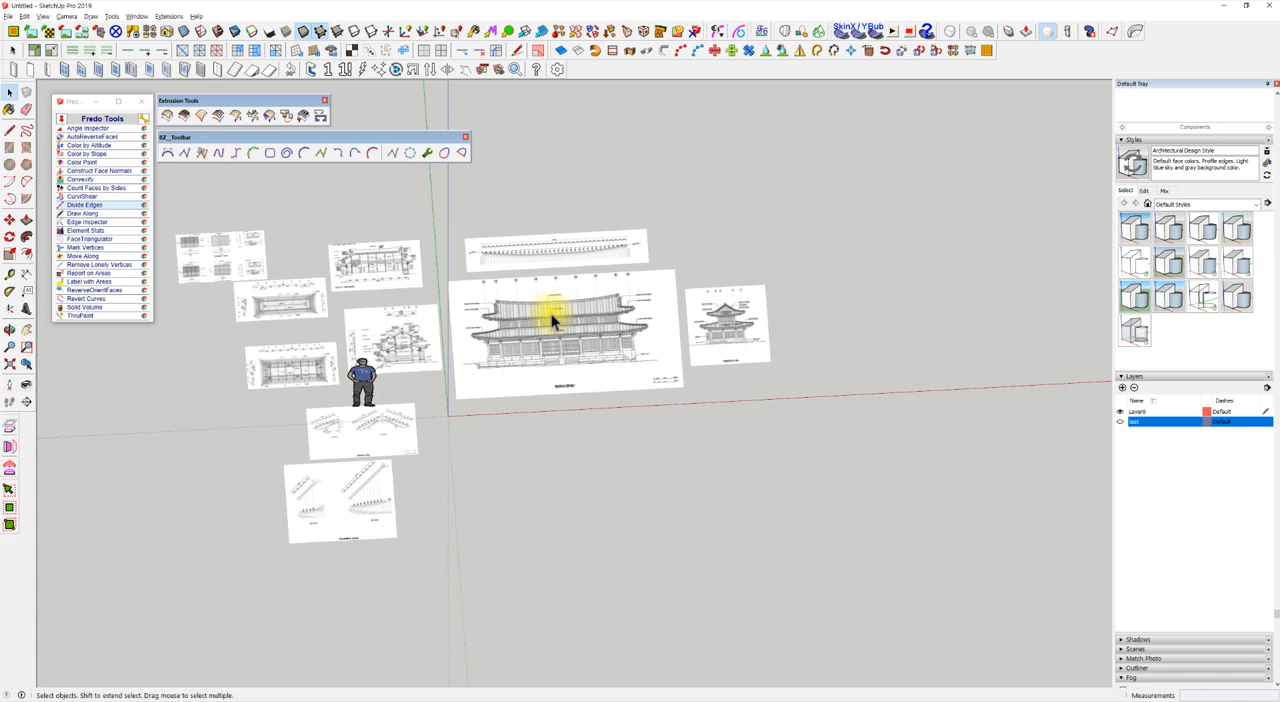 Untitled - SketchUp Pro 2019
File Edit View Camera Draw Tools Window Extensions Help
SkinX / YBub
Fred...
Fredo Tools
Angle Inspector
AutoReverseFaces
Color by Altitude
Color by Slope
Color Paint
Construct Face Normals
Convexify
Count Faces by Sides
CurviShear
Divide Edges
Draw Along
Edge Inspector
Element Stats
FaceTriangulator
Mark Vertices
Move Along
Remove Lonely Vertices
Report on Areas
Label with Areas
ReverseOrientFaces
Revert Curves
Solid Volume
ThruPaint
Extrusion Tools
BZ__Toolbar
Default Tray
Components
Styles
Architectural Design Style
Default face colors. Profile edges. Light
blue sky and gray background color.
Select Edit Mix
Default Styles
Layers
Name Dashes
Layer0 Default
test Default
Shadows
Scenes
Match Photo
Outliner
Fog
Select objects. Shift to extend select. Drag mouse to select multiple.
Measurements